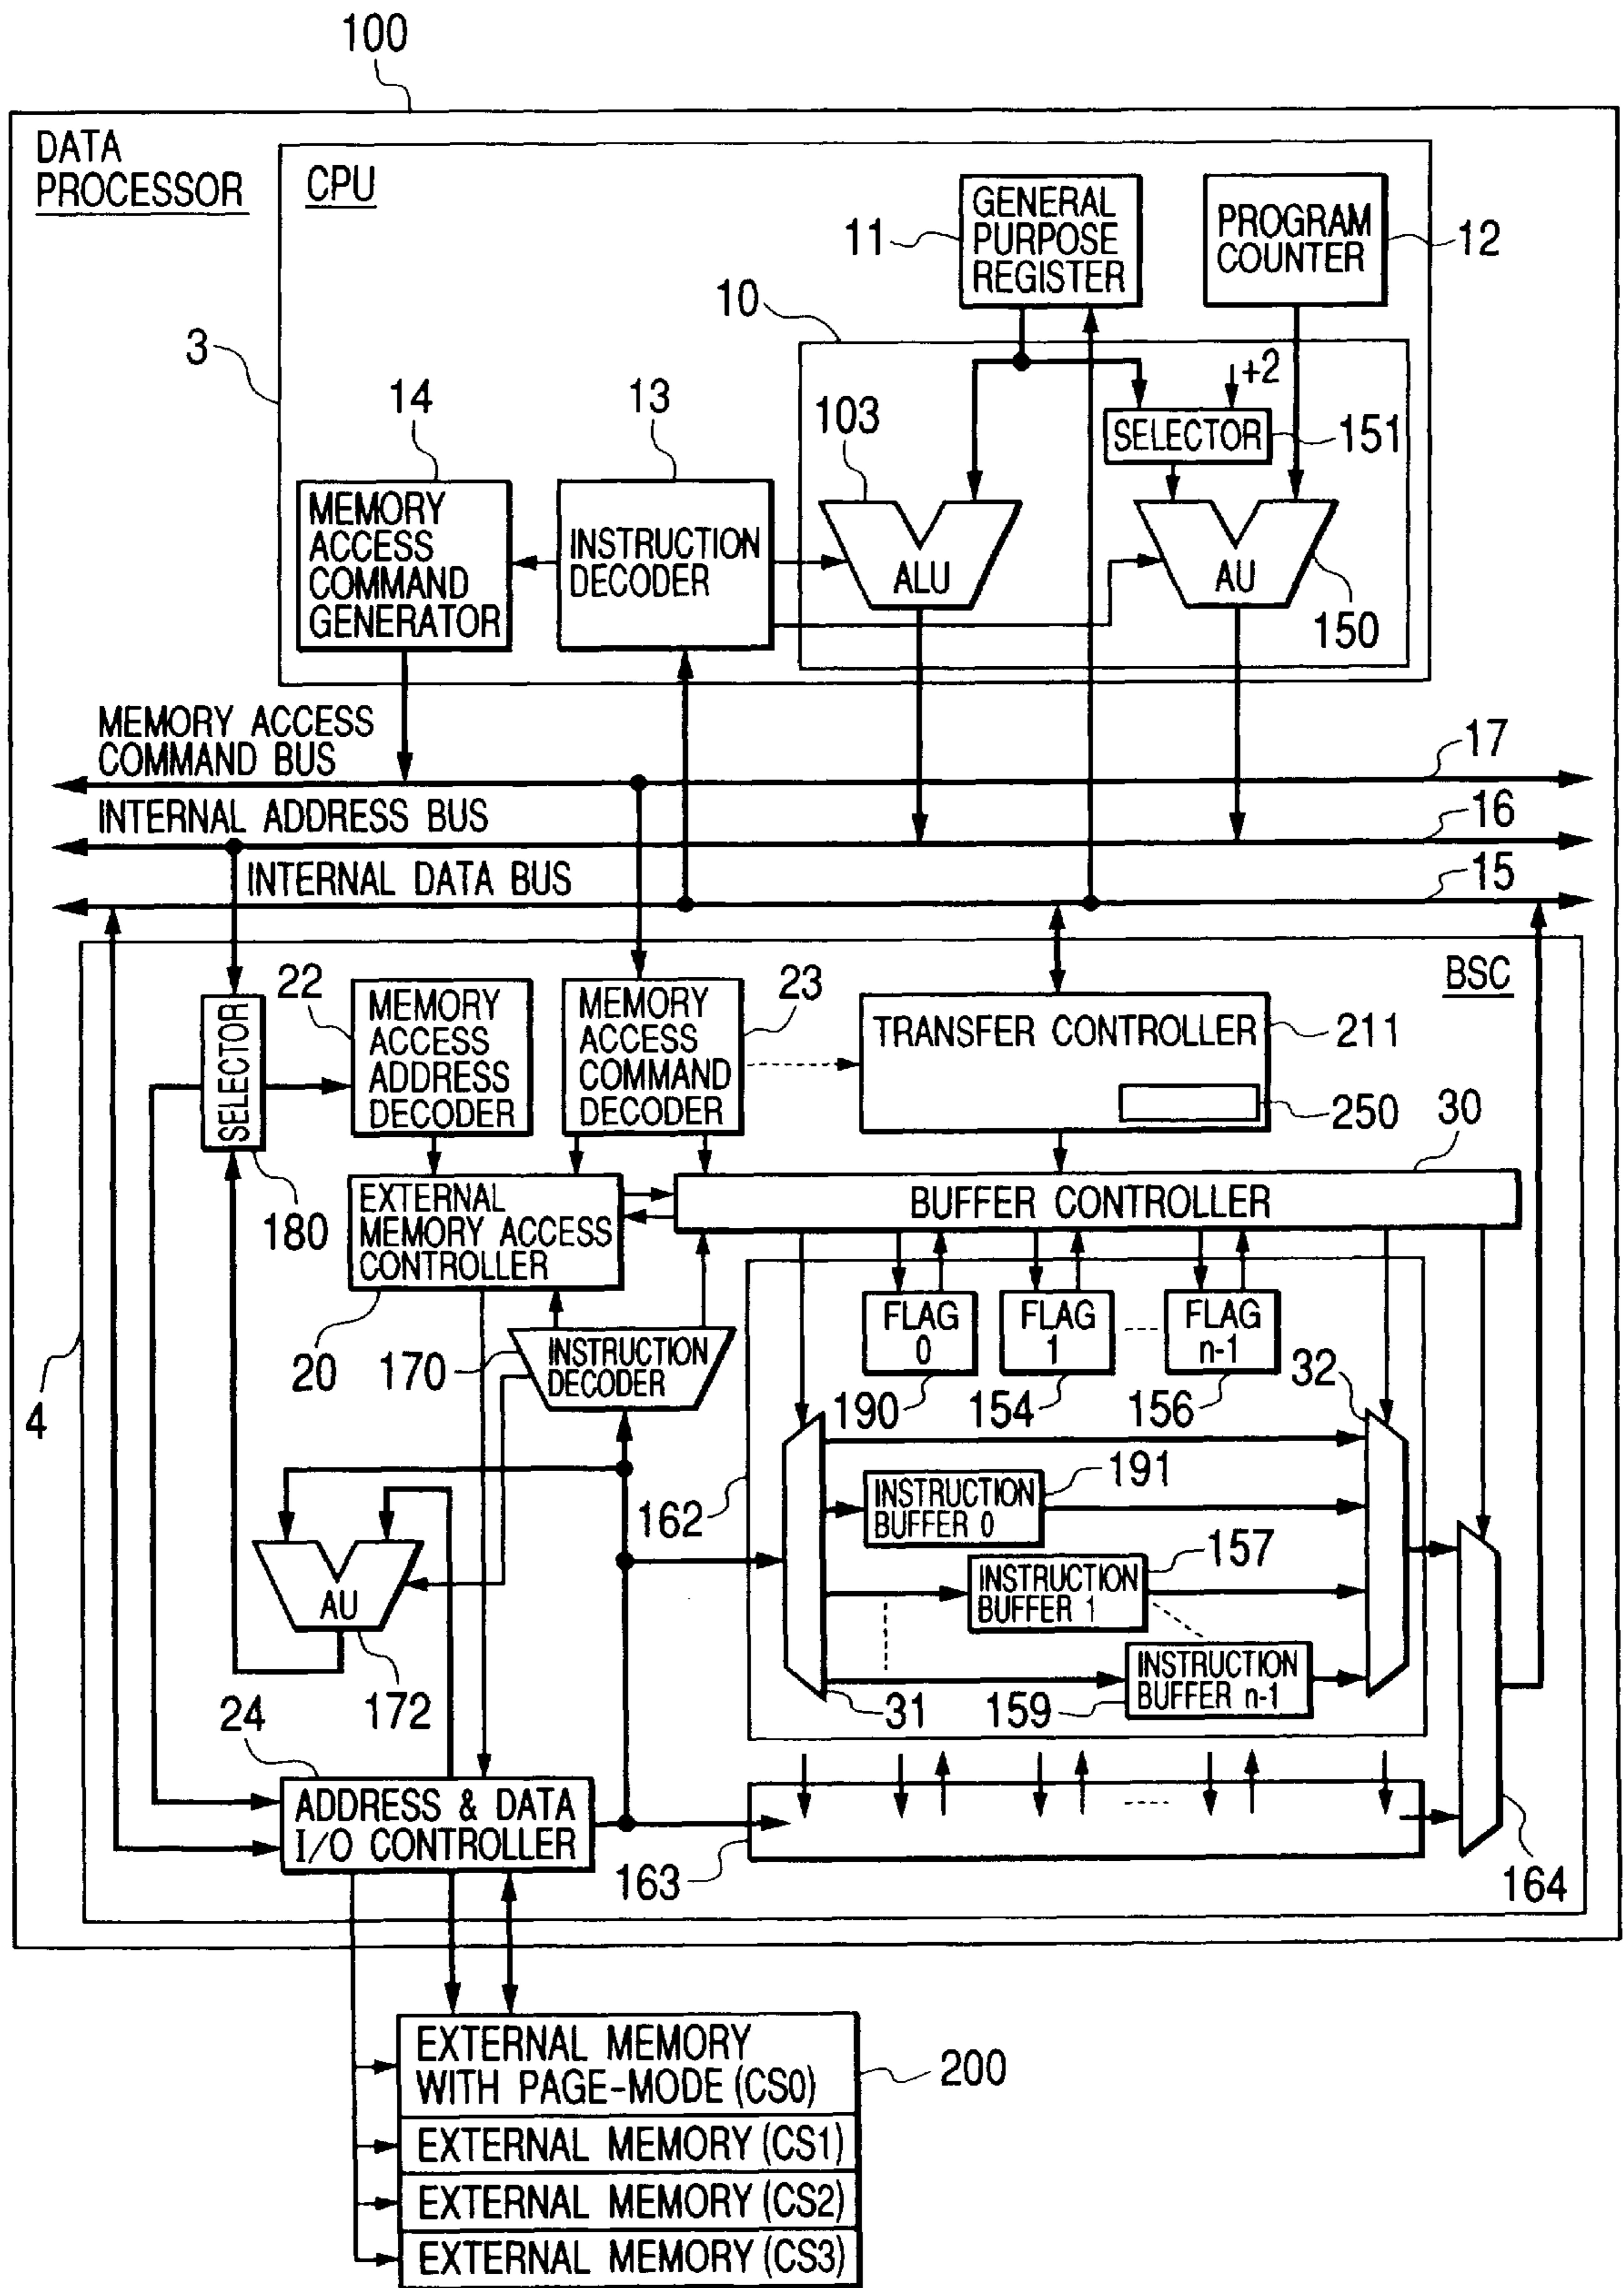 100
DATA
PROCESSOR
CPU
GENERAL
PURPOSE
REGISTER
11
PROGRAM
COUNTER
12
10
3
14
13
103
+2
SELECTOR
151
MEMORY
ACCESS
COMMAND
GENERATOR
INSTRUCTION
DECODER
ALU
AU
150
MEMORY ACCESS
COMMAND BUS
17
INTERNAL ADDRESS BUS
16
INTERNAL DATA BUS
15
BSC
22
23
SELECTOR
MEMORY
ACCESS
ADDRESS
DECODER
MEMORY
ACCESS
COMMAND
DECODER
TRANSFER CONTROLLER
211
250
30
180
EXTERNAL
MEMORY ACCESS
CONTROLLER
BUFFER CONTROLLER
20
170
INSTRUCTION
DECODER
FLAG
0
FLAG
1
FLAG
n-1
190
154
156
32
4
162
INSTRUCTION
BUFFER 0
191
INSTRUCTION
BUFFER 1
157
INSTRUCTION
BUFFER n-1
159
31
AU
172
24
ADDRESS & DATA
I/O CONTROLLER
163
164
EXTERNAL MEMORY
WITH PAGE-MODE (CS0)
200
EXTERNAL MEMORY (CS1)
EXTERNAL MEMORY (CS2)
EXTERNAL MEMORY (CS3)